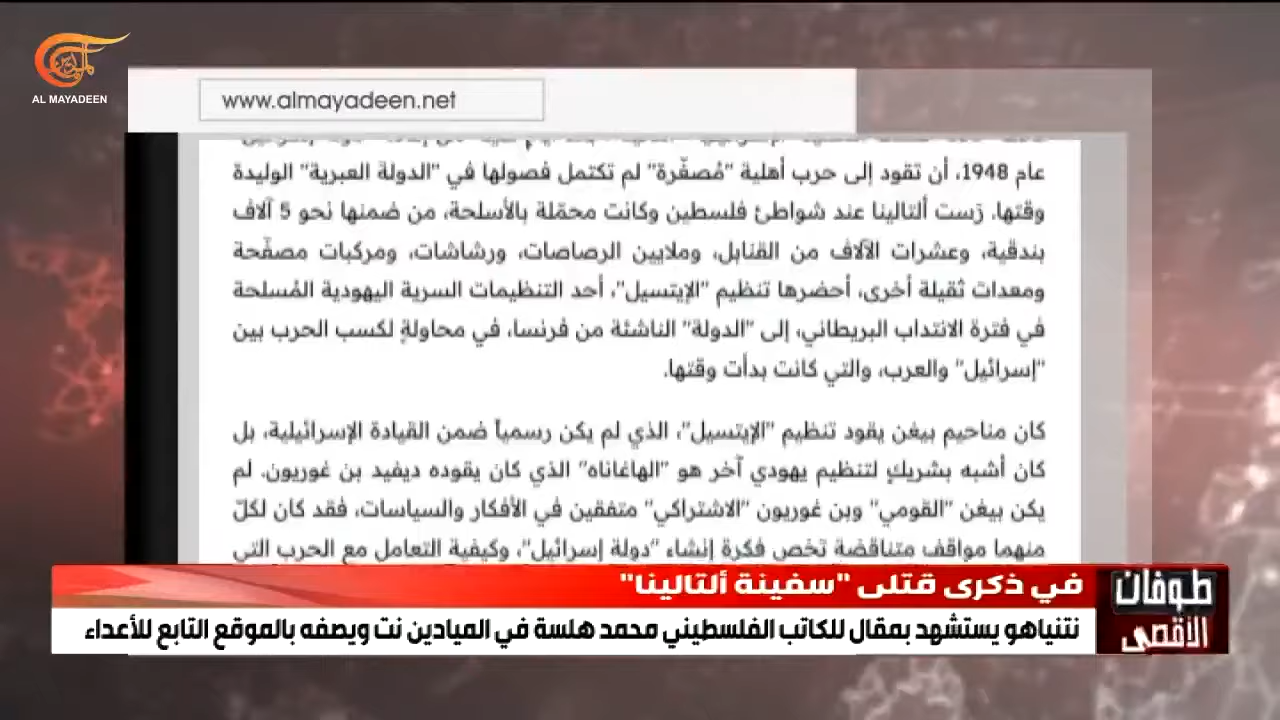 AL MAYADEEN
www.almayadeen.net
عام 1948، أن تقود إلى حرب أهلية "مُصغّرة" لم تكتمل فصولها في "الدولة العبرية" الوليدة
وقتها. رَست ألتالينا عند شواطئ فلسطين وكانت محمّلة بالأسلحة، من ضمنها نحو 5 آلاف
بندقية، وعشرات الآلاف من القنابل، وملايين الرصاصات، ورشاشات، ومركبات مصفّحة
ومعدات ثقيلة أخرى، أحضرها تنظيم "الإيتسيل"، أحد التنظيمات السرية اليهودية المُسلحة
في فترة الانتداب البريطاني، إلى "الدولة" الناشئة من فرنسا، في محاولةٍ لكسب الحرب بين
"إسرائيل" والعرب، والتي كانت بدأت وقتها.
كان مناحيم بيغن يقود تنظيم "الإيتسيل"، الذي لم يكن رسمياً ضمن القيادة الإسرائيلية، بل
كان أشبه بشريكٍ لتنظيم يهودي آخر هو "الهاغاناه" الذي كان يقوده ديفيد بن غوريون. لم
يكن بيغن "القومي" وبن غوريون "الاشتراكي" متفقين في الأفكار والسياسات، فقد كان لكلّ
منهما مواقف متناقضة تخص فكرة إنشاء "دولة إسرائيل"، وكيفية التعامل مع الحرب التي
في ذكرى قتلى "سفينة ألتالينا"
نتنياهو يستشهد بمقال للكاتب الفلسطيني محمد هلسة في الميادين نت ويصفه بالموقع التابع للأعداء
طوفان
الأقصى